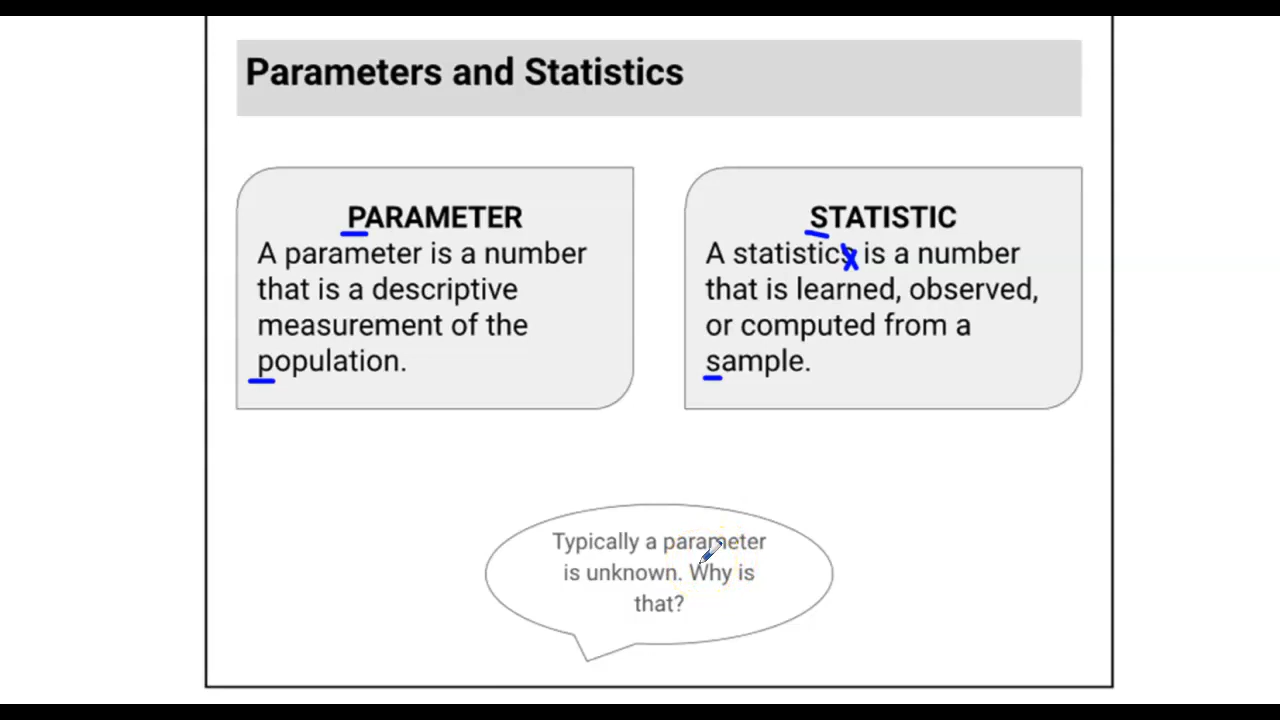 Parameters and Statistics
PARAMETER
A parameter is a number
that is a descriptive
measurement of the
population.
STATISTIC
A statistics is a number
that is learned, observed,
or computed from a
sample.
Typically a parameter
is unknown. Why is
that?